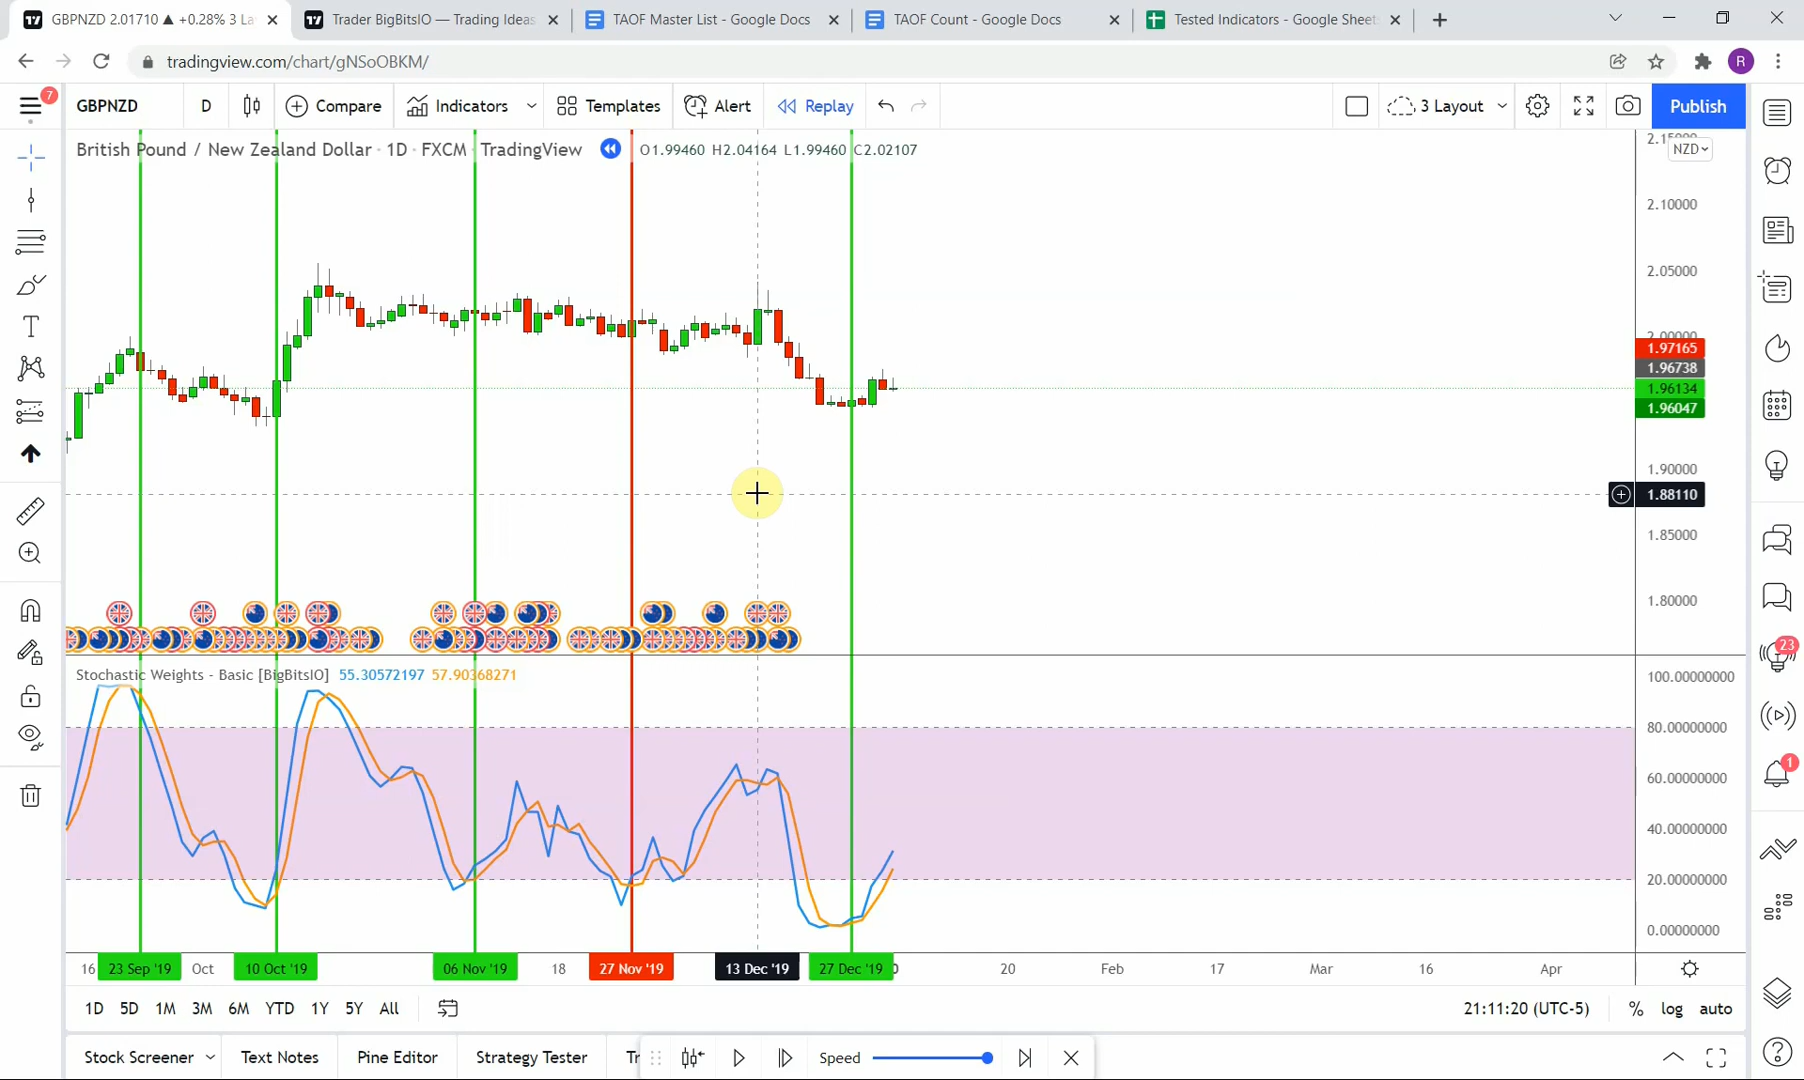 GBPNZD 2.01710 ▲ +0.28% 3 La
Trader BigBitsIO — Trading Ideas
TAOF Master List - Google Docs
TAOF Count - Google Docs
Tested Indicators - Google Sheets
tradingview.com/chart/gNSoOBKM/
R
7
GBPNZD
D
Compare
Indicators
Templates
Alert
Replay
3 Layout
Publish
British Pound / New Zealand Dollar · 1D · FXCM · TradingView
O1.99460 H2.04164 L1.99460 C2.02107
NZD
2.10000
2.05000
2.00000
1.97165
1.96738
1.96134
1.96047
1.90000
1.88110
1.85000
1.80000
Stochastic Weights - Basic [BigBitsIO] 55.30572197 57.90368271
100.00000000
80.00000000
60.00000000
40.00000000
20.00000000
0.00000000
23
1
16
23 Sep '19
Oct
10 Oct '19
06 Nov '19
18
27 Nov '19
13 Dec '19
27 Dec '19
20
Feb
17
Mar
16
Apr
1D 5D 1M 3M 6M YTD 1Y 5Y All
21:11:20 (UTC-5)
% log auto
Stock Screener
Text Notes
Pine Editor
Strategy Tester
Speed